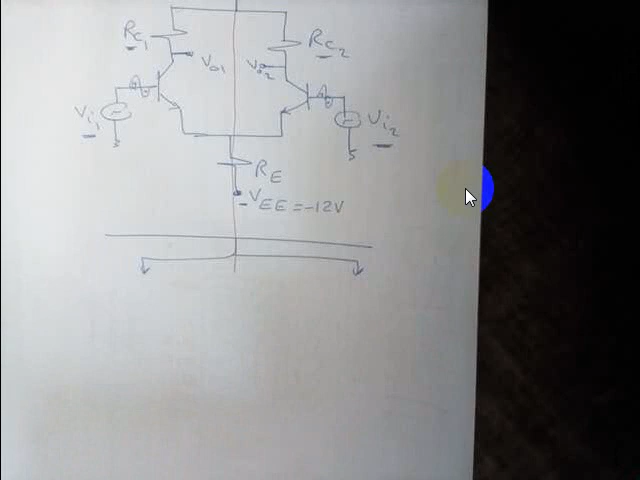 Rc1 Rc2
Vo1 Vo2
Vi1 Vi2
RE
VEE = -12V